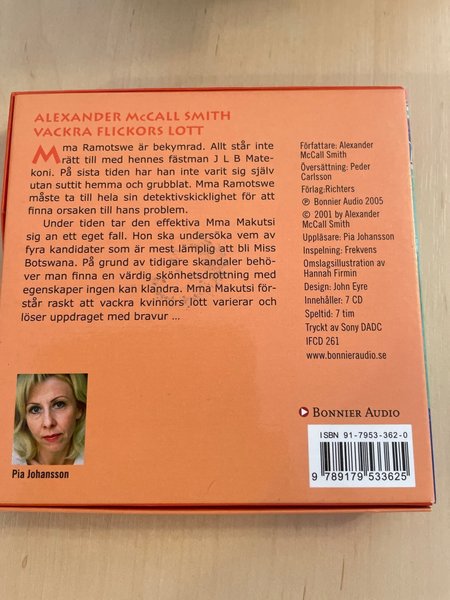 ALEXANDER McCALL SMITH
VACKRA FLICKORS LOTT
Mma Ramotswe är bekymrad. Allt står inte
rätt till med hennes fästman J L B Mate-
koni. På sista tiden har han inte varit sig själv
utan suttit hemma och grubblat. Mma Ramotswe
måste ta till hela sin detektivskicklighet för att
finna orsaken till hans problem.
Under tiden tar den effektiva Mma Makutsi
sig an ett eget fall. Hon ska undersöka vem av
fyra kandidater som är mest lämplig att bli Miss
Botswana. På grund av tidigare skandaler behö-
ver man finna en värdig skönhetsdrottning med
egenskaper ingen kan klandra. Mma Makutsi för-
står raskt att vackra kvinnors lott varierar och
löser uppdraget med bravur ...
Författare: Alexander
McCall Smith
Översättning: Peder
Carlsson
Förlag:Richters
℗ Bonnier Audio 2005
© 2001 by Alexander
McCall Smith
Uppläsare: Pia Johansson
Inspelning: Frekvens
Omslagsillustration av
Hannah Firmin
Design: John Eyre
Innehåller: 7 CD
Speltid: 7 tim
Tryckt av Sony DADC
IFCD 261
www.bonnieraudio.se
Pia Johansson
BONNIER AUDIO
ISBN 91-7953-362-0
9 789179 533625